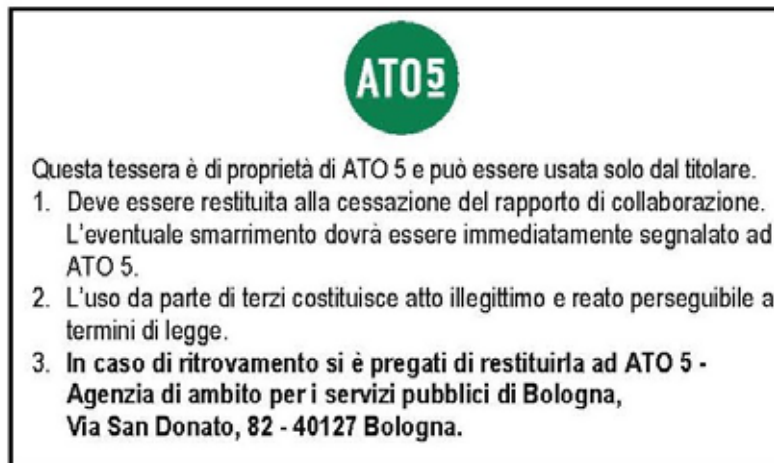 ATO5
Questa tessera è di proprietà di ATO 5 e può essere usata solo dal titolare.
1. Deve essere restituita alla cessazione del rapporto di collaborazione.
L'eventuale smarrimento dovrà essere immediatamente segnalato ad
ATO 5.
2. L'uso da parte di terzi costituisce atto illegittimo e reato perseguibile a
termini di legge.
3. In caso di ritrovamento si è pregati di restituirla ad ATO 5 -
Agenzia di ambito per i servizi pubblici di Bologna,
Via San Donato, 82 - 40127 Bologna.